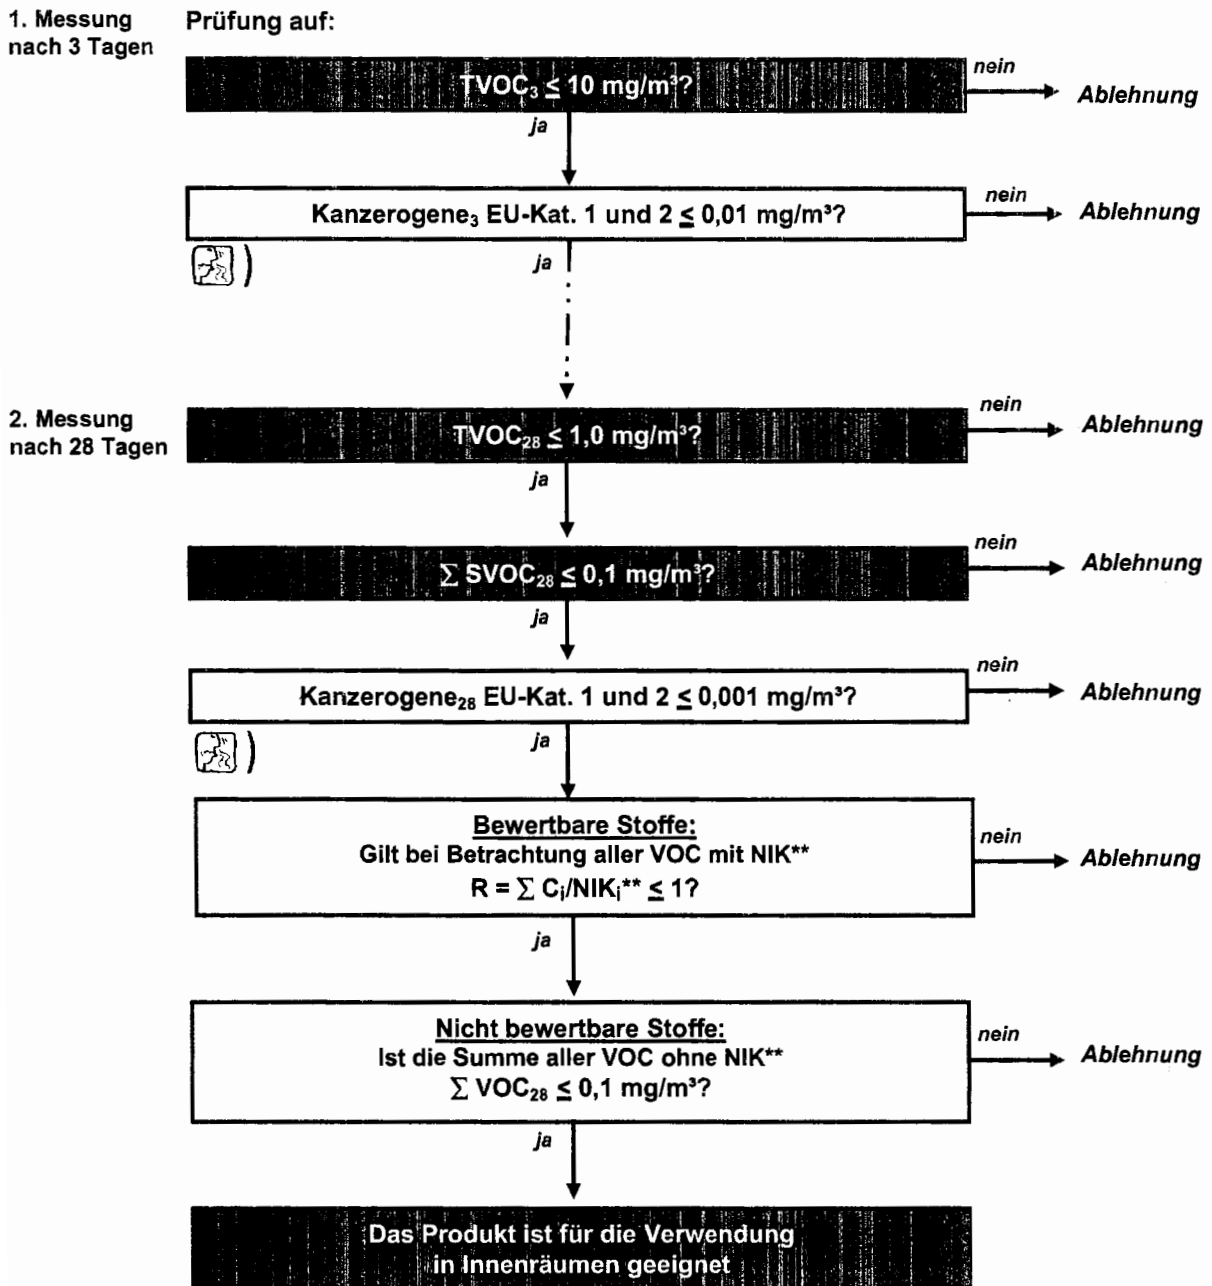 1. Messung
nach 3 Tagen
Prüfung auf:
TVOC₃ ≤ 10 mg/m³?
nein
Ablehnung
ja
Kanzerogene₃ EU-Kat. 1 und 2 ≤ 0,01 mg/m³?
nein
Ablehnung
)
ja
2. Messung
nach 28 Tagen
TVOC₂₈ ≤ 1,0 mg/m³?
nein
Ablehnung
ja
∑ SVOC₂₈ ≤ 0,1 mg/m³?
nein
Ablehnung
ja
Kanzerogene₂₈ EU-Kat. 1 und 2 ≤ 0,001 mg/m³?
nein
Ablehnung
)
ja
Bewertbare Stoffe:
Gilt bei Betrachtung aller VOC mit NIK**
R = ∑ Cᵢ/NIKᵢ** ≤ 1?
nein
Ablehnung
ja
Nicht bewertbare Stoffe:
Ist die Summe aller VOC ohne NIK**
∑ VOC₂₈ ≤ 0,1 mg/m³?
nein
Ablehnung
ja
Das Produkt ist für die Verwendung
in Innenräumen geeignet